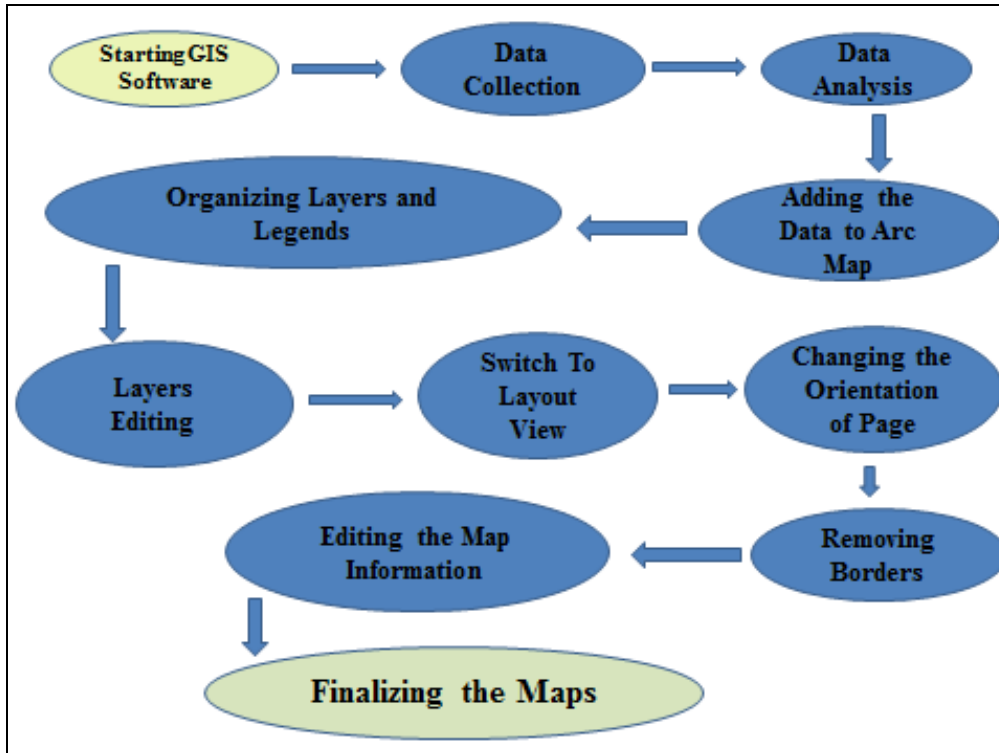 Starting GIS
Software
Data
Collection
Data
Analysis
Adding the
Data to Arc
Map
Organizing Layers and
Legends
Layers
Editing
Switch To
Layout
View
Changing the
Orientation
of Page
Removing
Borders
Editing the Map
Information
Finalizing the Maps